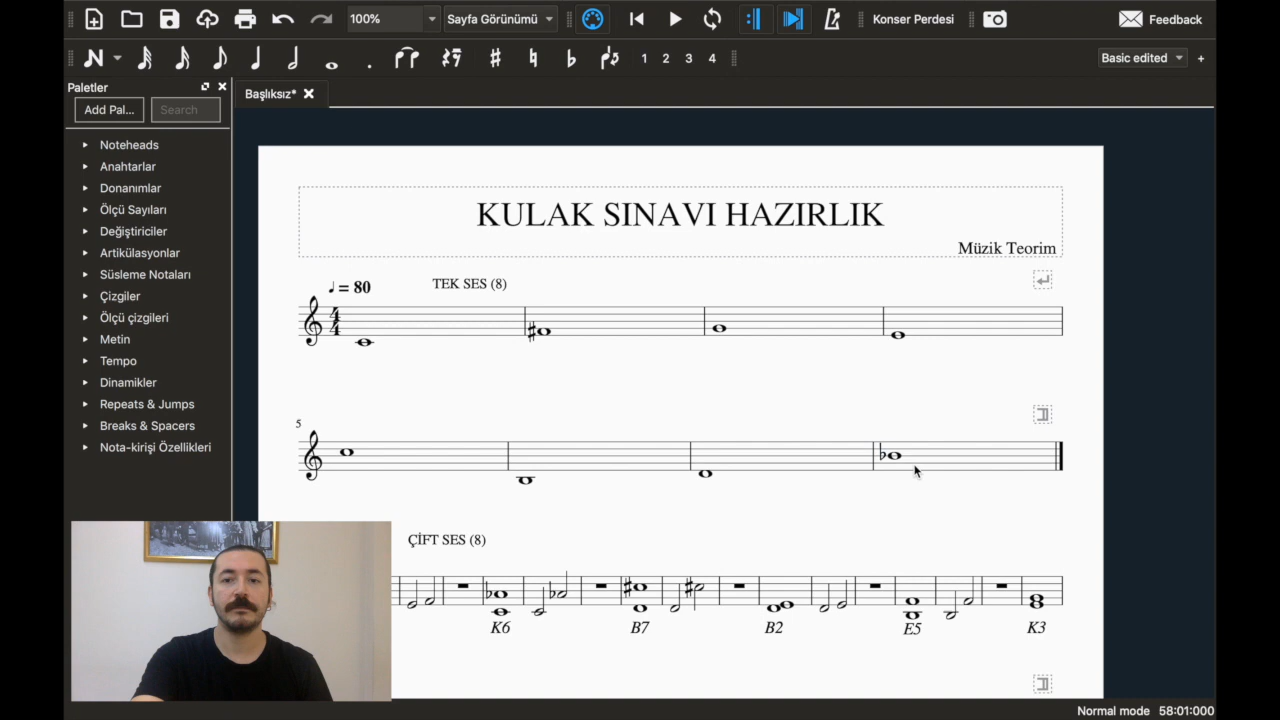 100%
Sayfa Görünümü
Konser Perdesi
Feedback
1 2 3 4
Basic edited
+
Paletler
Başlıksız*
Add Pal...
Search
Noteheads
Anahtarlar
Donanımlar
Ölçü Sayıları
Değiştiriciler
Artikülasyonlar
Süsleme Notaları
Çizgiler
Ölçü çizgileri
Metin
Tempo
Dinamikler
Repeats & Jumps
Breaks & Spacers
Nota-kirişi Özellikleri
KULAK SINAVI HAZIRLIK
Müzik Teorim
♩ = 80
TEK SES (8)
4
4
5
ÇİFT SES (8)
K6 B7 B2 E5 K3
Normal mode 58:01:000